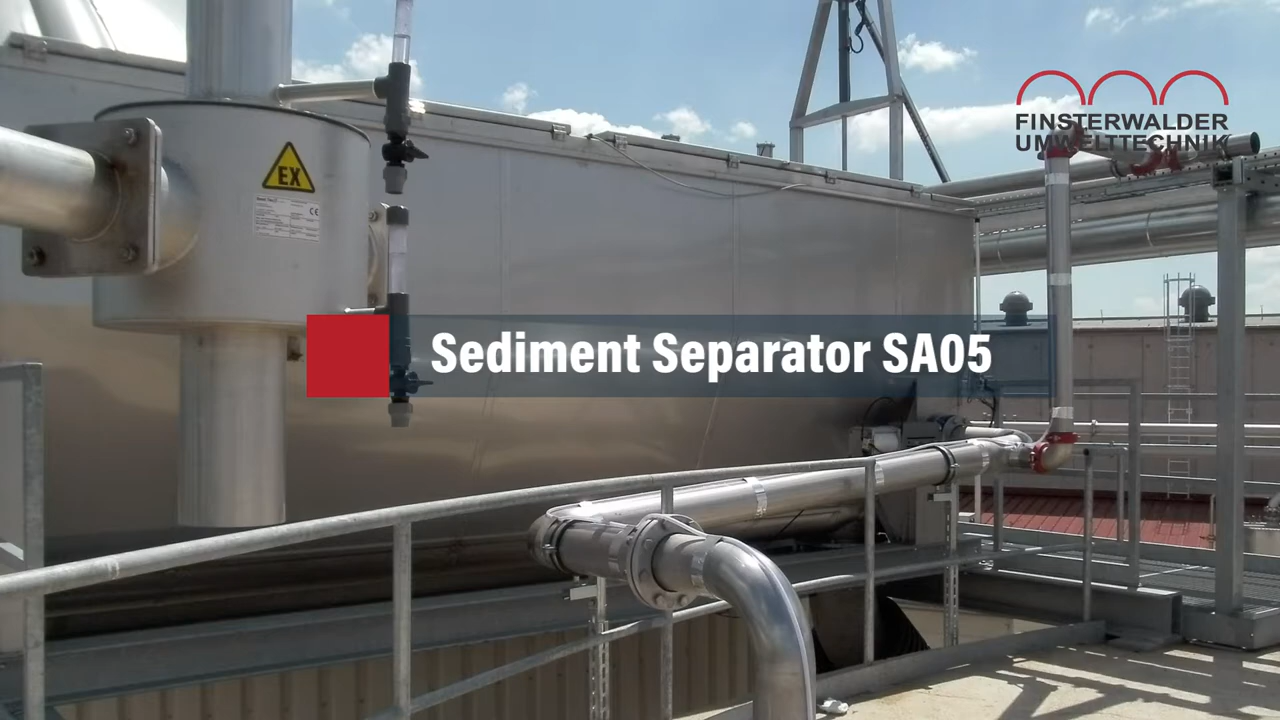 FINSTERWALDER
UMWELTTECHNIK
EX
CE
Sediment Separator SA05